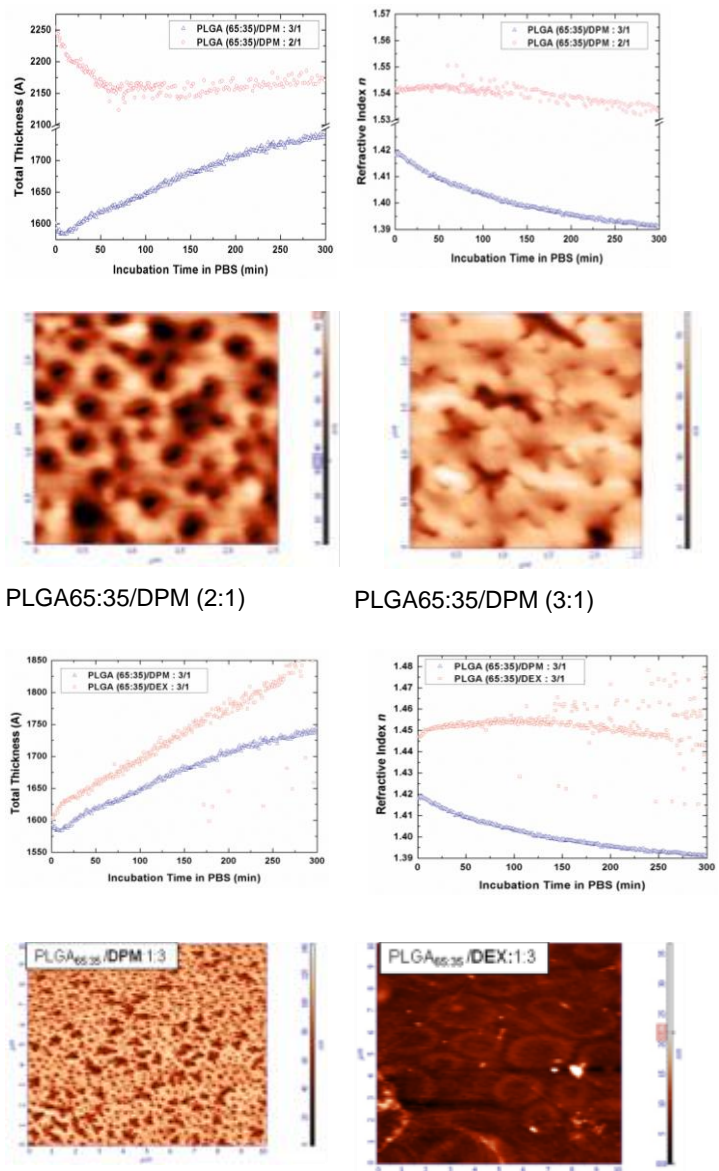 PLGA (65:35)/DPM : 3/1
PLGA (65:35)/DPM : 2/1
2250
2200
2150
2100
1700
1650
1600
Total Thickness (A)
0 50 100 150 200 250 300
Incubation Time in PBS (min)
PLGA (65:35)/DPM : 3/1
PLGA (65:35)/DPM : 2/1
1.57
1.56
1.55
1.54
1.53
1.42
1.41
1.40
1.39
Refractive Index n
0 50 100 150 200 250 300
Incubation Time in PBS (min)
PLGA65:35/DPM (2:1)
PLGA65:35/DPM (3:1)
PLGA (65:35)/DPM : 3/1
PLGA (65:35)/DEX : 3/1
1850
1800
1750
1700
1650
1600
1550
Total Thickness (A)
0 50 100 150 200 250 300
Incubation Time in PBS (min)
PLGA (65:35)/DPM : 3/1
PLGA (65:35)/DEX : 3/1
1.48
1.47
1.46
1.45
1.44
1.43
1.42
1.41
1.40
1.39
Refractive Index n
0 50 100 150 200 250 300
Incubation Time in PBS (min)
PLGA65:35/DPM:1:3
PLGA65:35/DEX:1:3